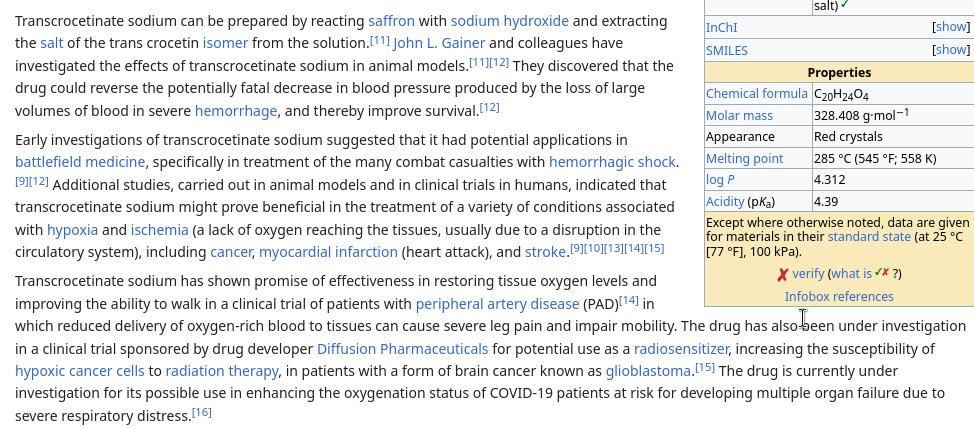 Transcrocetinate sodium can be prepared by reacting saffron with sodium hydroxide and extracting
the salt of the trans crocetin isomer from the solution.[11] John L. Gainer and colleagues have
investigated the effects of transcrocetinate sodium in animal models.[11][12] They discovered that the
drug could reverse the potentially fatal decrease in blood pressure produced by the loss of large
volumes of blood in severe hemorrhage, and thereby improve survival.[12]
Early investigations of transcrocetinate sodium suggested that it had potential applications in
battlefield medicine, specifically in treatment of the many combat casualties with hemorrhagic shock.
[9][12] Additional studies, carried out in animal models and in clinical trials in humans, indicated that
transcrocetinate sodium might prove beneficial in the treatment of a variety of conditions associated
with hypoxia and ischemia (a lack of oxygen reaching the tissues, usually due to a disruption in the
circulatory system), including cancer, myocardial infarction (heart attack), and stroke.[9][10][13][14][15]
Transcrocetinate sodium has shown promise of effectiveness in restoring tissue oxygen levels and
improving the ability to walk in a clinical trial of patients with peripheral artery disease (PAD)[14] in
which reduced delivery of oxygen-rich blood to tissues can cause severe leg pain and impair mobility. The drug has also been under investigation
in a clinical trial sponsored by drug developer Diffusion Pharmaceuticals for potential use as a radiosensitizer, increasing the susceptibility of
hypoxic cancer cells to radiation therapy, in patients with a form of brain cancer known as glioblastoma.[15] The drug is currently under
investigation for its possible use in enhancing the oxygenation status of COVID-19 patients at risk for developing multiple organ failure due to
severe respiratory distress.[16]
salt) ✓
InChI [show]
SMILES [show]
Properties
Chemical formula C20H24O4
Molar mass 328.408 g·mol−1
Appearance Red crystals
Melting point 285 °C (545 °F; 558 K)
log P 4.312
Acidity (pKa) 4.39
Except where otherwise noted, data are given
for materials in their standard state (at 25 °C
[77 °F], 100 kPa).
✗ verify (what is ✓✗ ?)
Infobox references